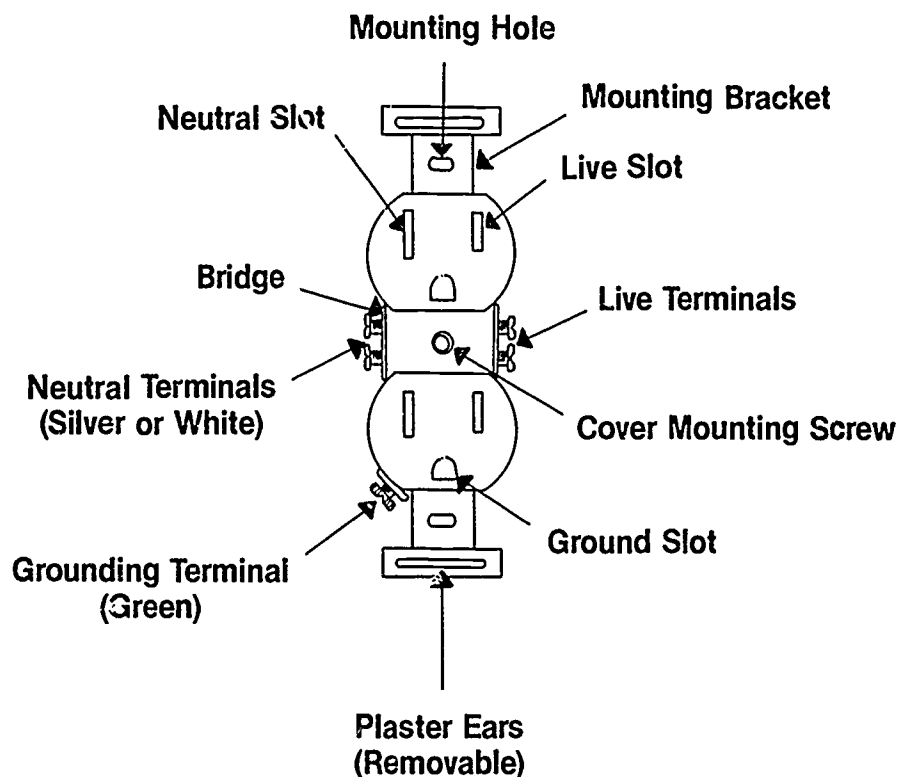 Mounting Hole
Mounting Bracket
Neutral Slot
Live Slot
Bridge
Live Terminals
Neutral Terminals
(Silver or White)
Cover Mounting Screw
Ground Slot
Grounding Terminal
(Green)
Plaster Ears
(Removable)